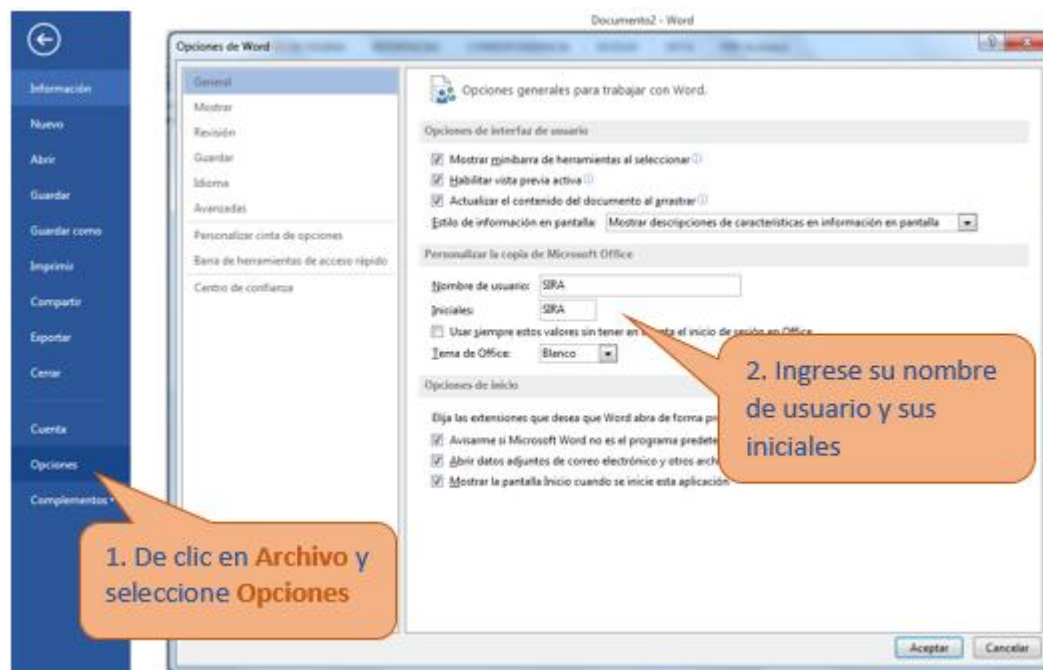 Documento2 - Word
Opciones de Word
Información
Nuevo
Abrir
Guardar
Guardar como
Imprimir
Compartir
Exportar
Cerrar
Cuenta
Opciones
Complementos
General
Mostrar
Revisión
Guardar
Idioma
Avanzadas
Personalizar cinta de opciones
Barra de herramientas de acceso rápido
Centro de confianza
Opciones generales para trabajar con Word.
Opciones de interfaz de usuario
Mostrar minibarra de herramientas al seleccionar
Habilitar vista previa activa
Actualizar el contenido del documento al arrastrar
Estilo de información en pantalla: Mostrar descripciones de características en información en pantalla
Personalizar la copia de Microsoft Office
Nombre de usuario: SIRA
Iniciales: SIRA
Usar siempre estos valores sin tener en el inicio de sesión en Office
Tema de Office: Blanco
Opciones de inicio
Elija las extensiones que desea que Word abra de forma
Avisarme si Microsoft Word no es el programa
Abrir datos adjuntos de correo electrónico y otros
Mostrar la pantalla Inicio cuando se inicie esta aplicación
Aceptar Cancelar
1. De clic en Archivo y
seleccione Opciones
2. Ingrese su nombre
de usuario y sus
iniciales